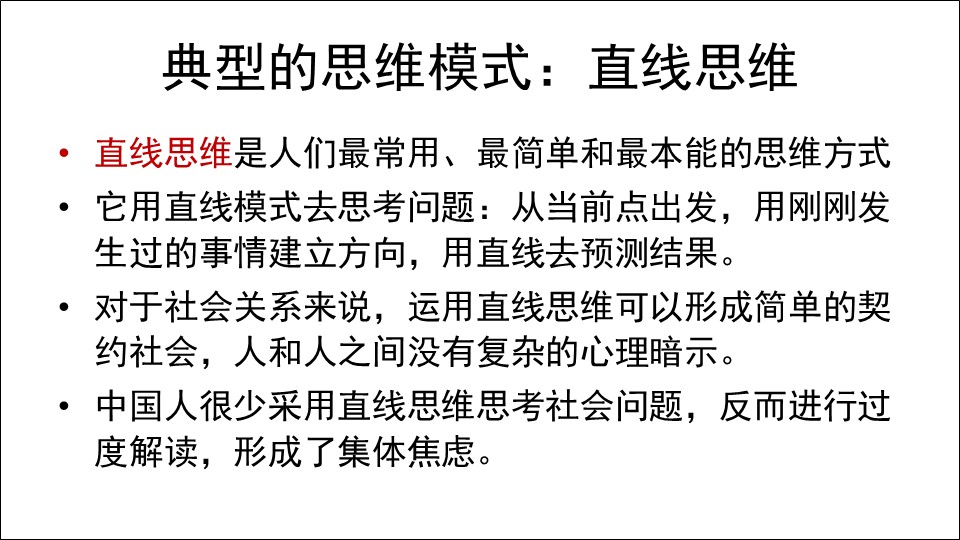 典型的思维模式：直线思维
• 直线思维是人们最常用、最简单和最本能的思维方式
• 它用直线模式去思考问题：从当前点出发，用刚刚发
生过的事情建立方向，用直线去预测结果。
• 对于社会关系来说，运用直线思维可以形成简单的契
约社会，人和人之间没有复杂的心理暗示。
• 中国人很少采用直线思维思考社会问题，反而进行过
度解读，形成了集体焦虑。